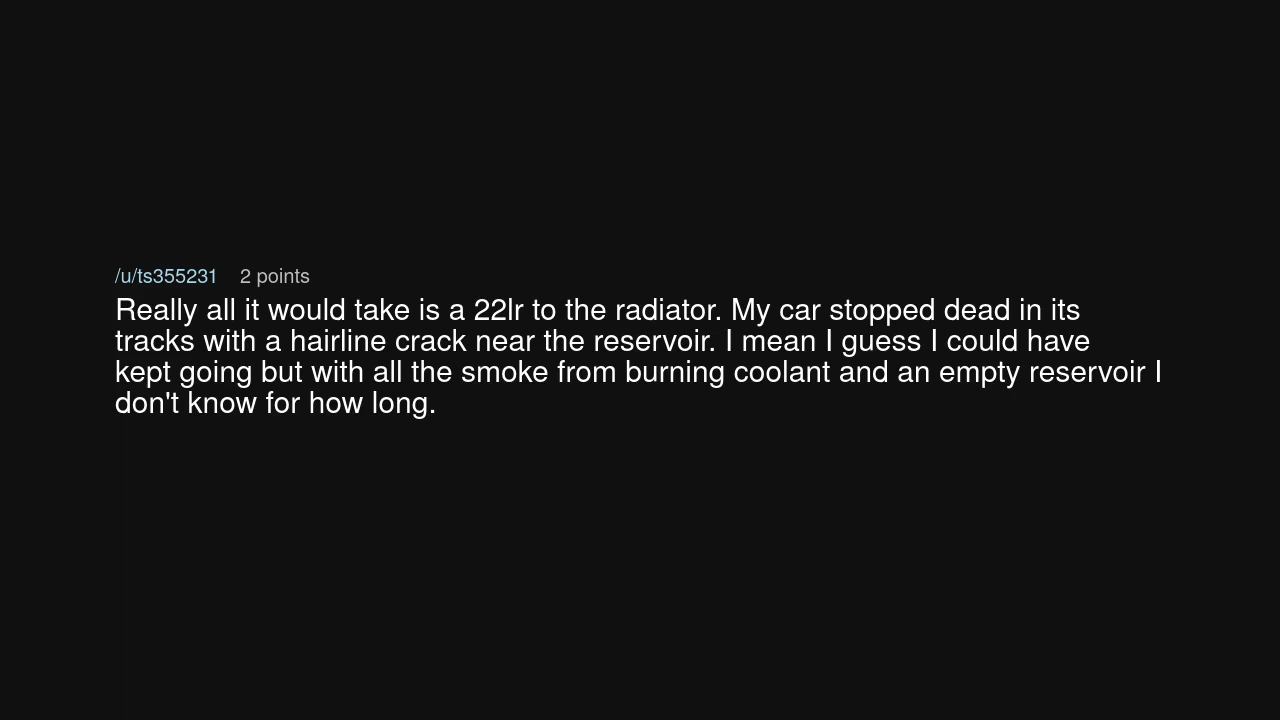 /u/ts355231 2 points
Really all it would take is a 22lr to the radiator. My car stopped dead in its
tracks with a hairline crack near the reservoir. I mean I guess I could have
kept going but with all the smoke from burning coolant and an empty reservoir I
don't know for how long.